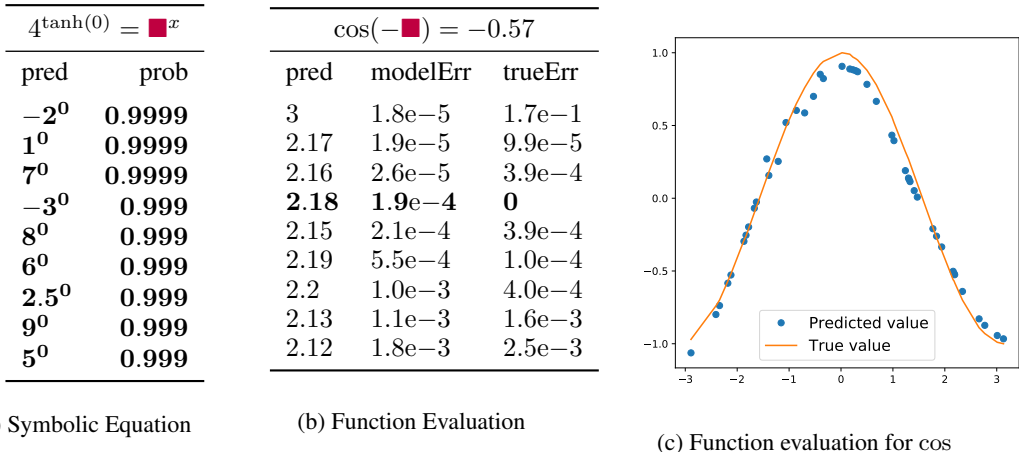 4^tanh(0) = ■^x
pred prob
−2^0 0.9999
1^0 0.9999
7^0 0.9999
−3^0 0.999
8^0 0.999
6^0 0.999
2.5^0 0.999
9^0 0.999
5^0 0.999
) Symbolic Equation
cos(−■) = −0.57
pred modelErr trueErr
3 1.8e−5 1.7e−1
2.17 1.9e−5 9.9e−5
2.16 2.6e−5 3.9e−4
2.18 1.9e−4 0
2.15 2.1e−4 3.9e−4
2.19 5.5e−4 1.0e−4
2.2 1.0e−3 4.0e−4
2.13 1.1e−3 1.6e−3
2.12 1.8e−3 2.5e−3
(b) Function Evaluation
1.0
0.5
0.0
−0.5
−1.0
Predicted value
True value
−3 −2 −1 0 1 2 3
(c) Function evaluation for cos